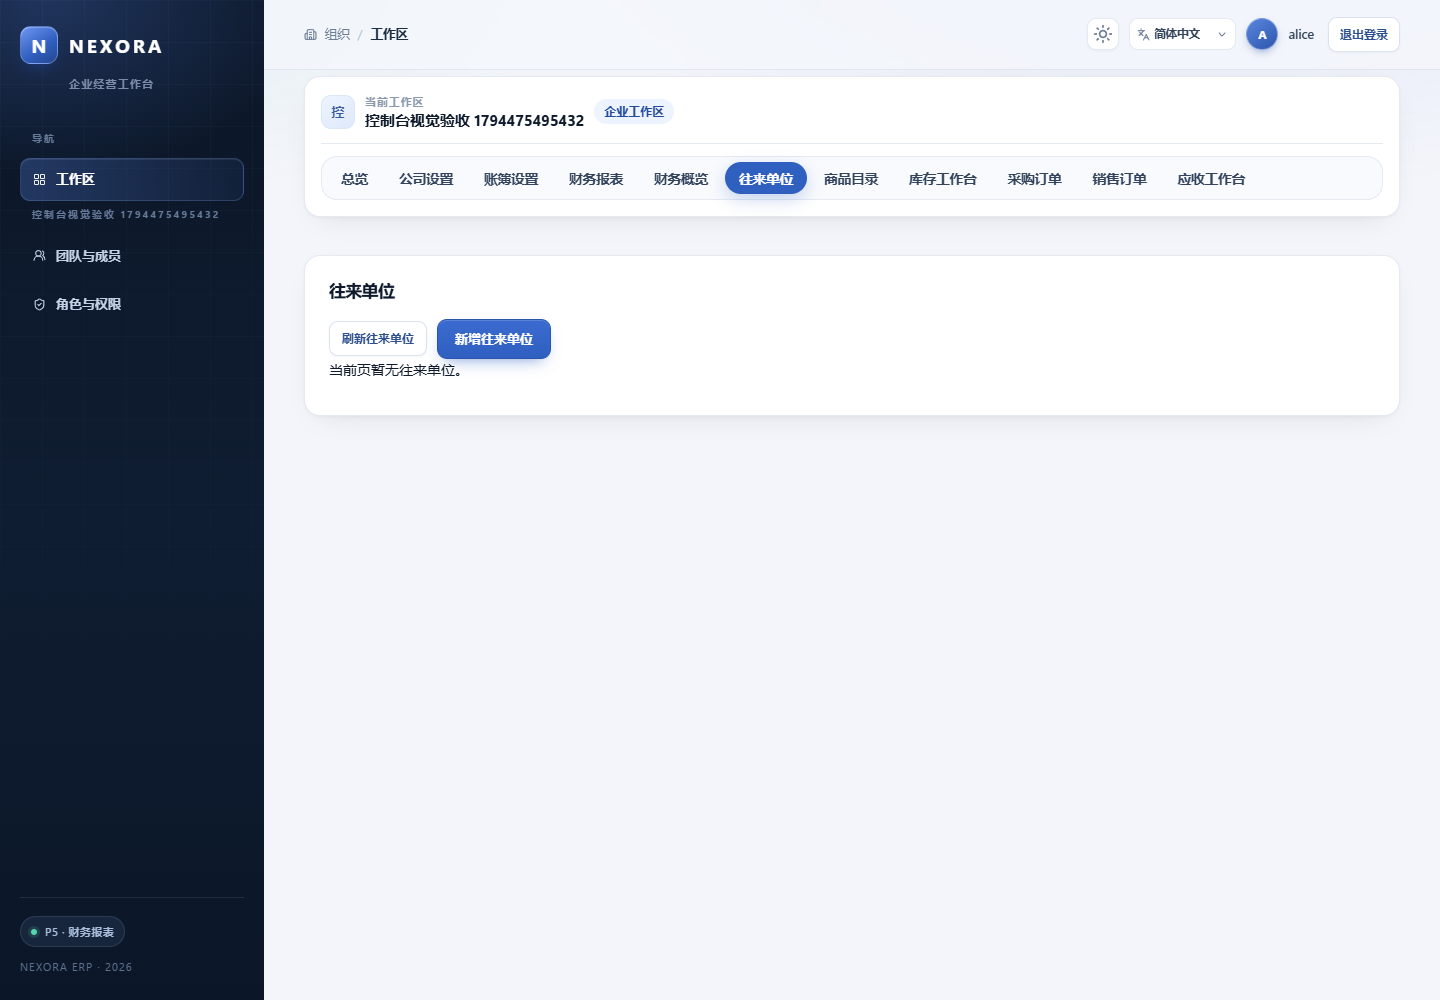 N NEXORA
企业经营工作台
导航
工作区
控制台视觉验收 1794475495432
团队与成员
角色与权限
P5 · 财务报表
NEXORA ERP · 2026
组织 / 工作区
简体中文
A alice
退出登录
控
当前工作区
控制台视觉验收 1794475495432
企业工作区
总览 公司设置 账簿设置 财务报表 财务概览 往来单位 商品目录 库存工作台 采购订单 销售订单 应收工作台
往来单位
刷新往来单位 新增往来单位
当前页暂无往来单位。